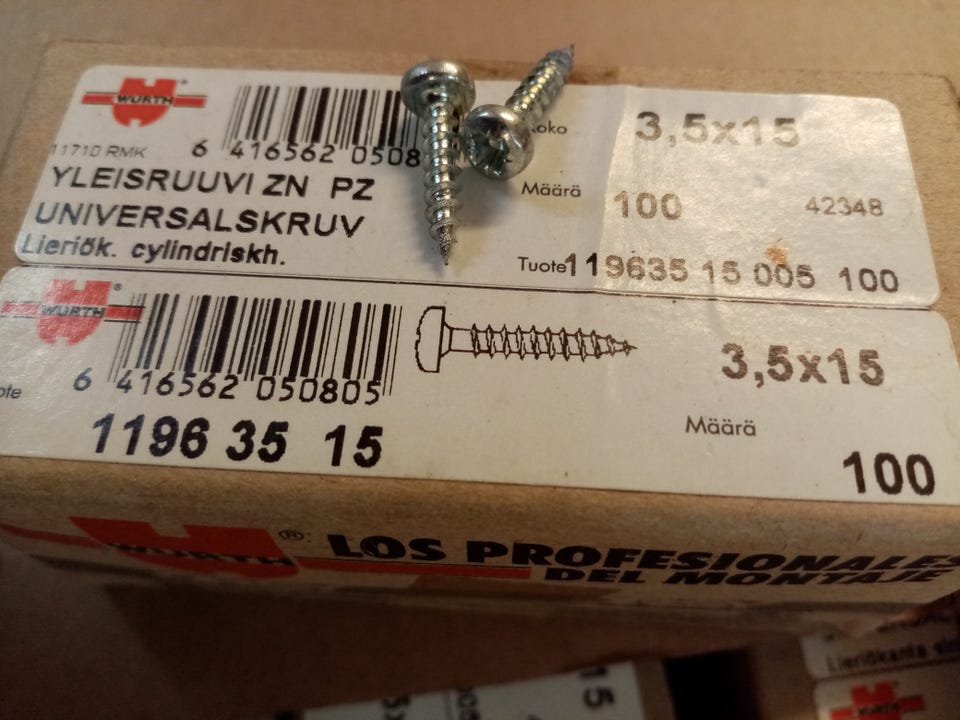 WÜRTH®
11710 RMK
6 416562 0508
Koko 3,5x15
YLEISRUUVI ZN PZ
UNIVERSALSKRUV
Lieriök. cylindriskh.
Määrä 100 42348
Tuote 119635 15 005 100
WÜRTH®
6 416562 050805
3,5x15
1196 35 15
Määrä
100
WÜRTH® LOS PROFESIONALES
DEL MONTAJE
Lieriökanta
15